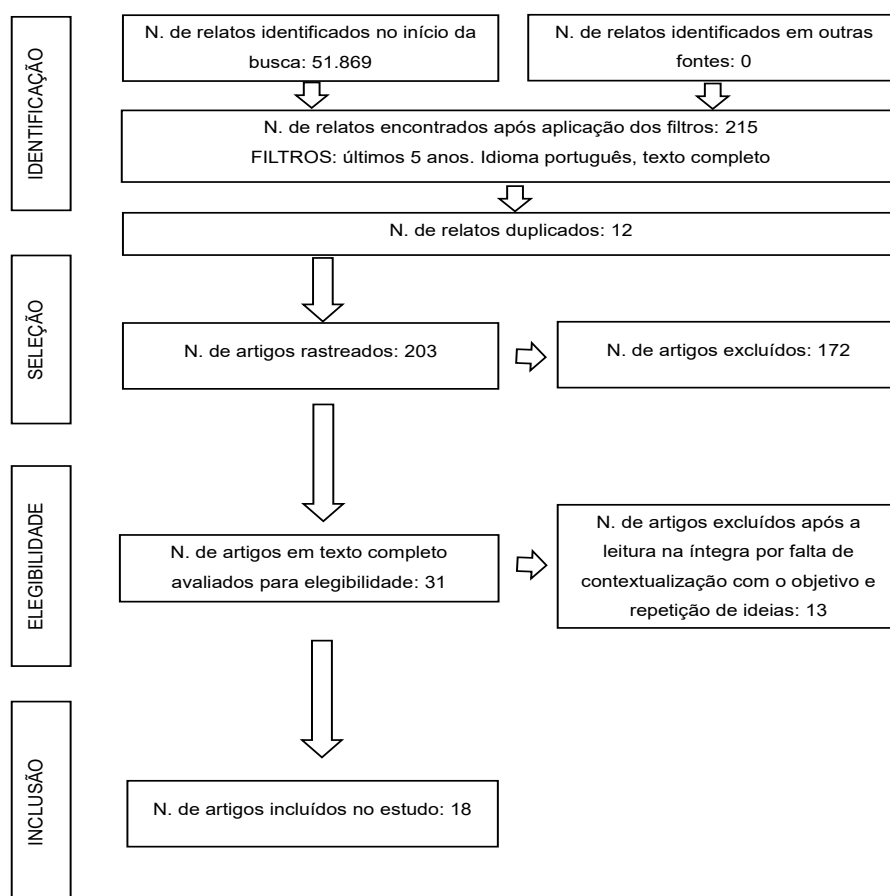 IDENTIFICAÇÃO
N. de relatos identificados no início da
busca: 51.869
N. de relatos identificados em outras
fontes: 0
N. de relatos encontrados após aplicação dos filtros: 215
FILTROS: últimos 5 anos. Idioma português, texto completo
N. de relatos duplicados: 12
SELEÇÃO
N. de artigos rastreados: 203
N. de artigos excluídos: 172
ELEGIBILIDADE
N. de artigos em texto completo
avaliados para elegibilidade: 31
N. de artigos excluídos após a
leitura na íntegra por falta de
contextualização com o objetivo e
repetição de ideias: 13
INCLUSÃO
N. de artigos incluídos no estudo: 18